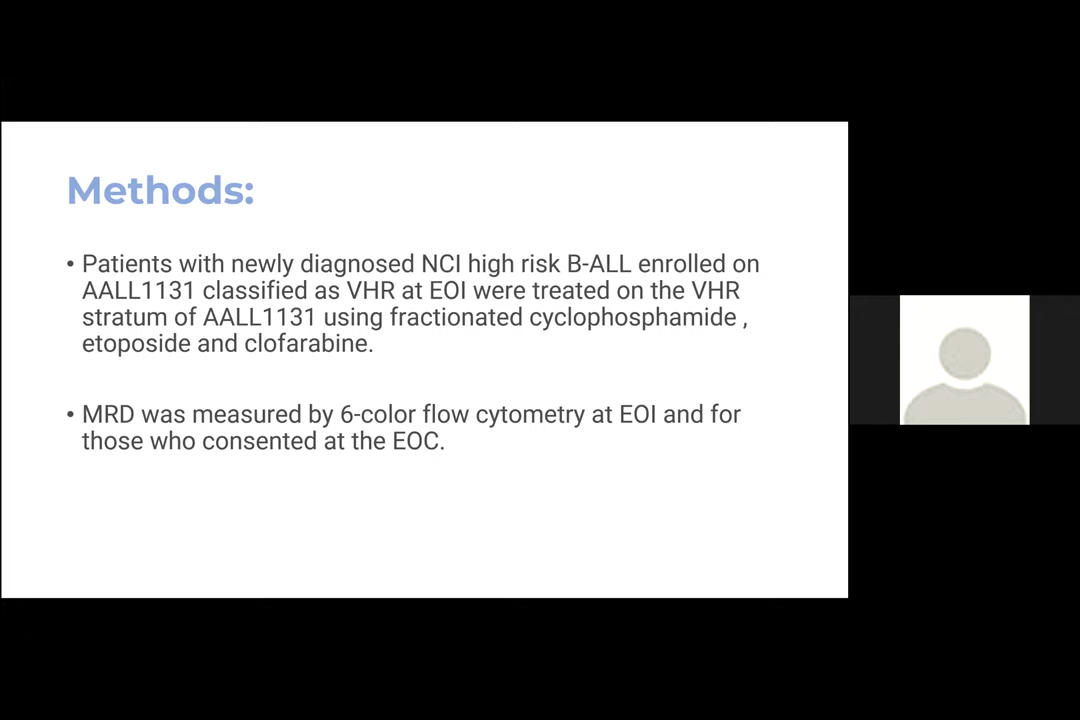 Methods:
• Patients with newly diagnosed NCI high risk B-ALL enrolled on
AALL1131 classified as VHR at EOI were treated on the VHR
stratum of AALL1131 using fractionated cyclophosphamide ,
etoposide and clofarabine.
• MRD was measured by 6-color flow cytometry at EOI and for
those who consented at the EOC.